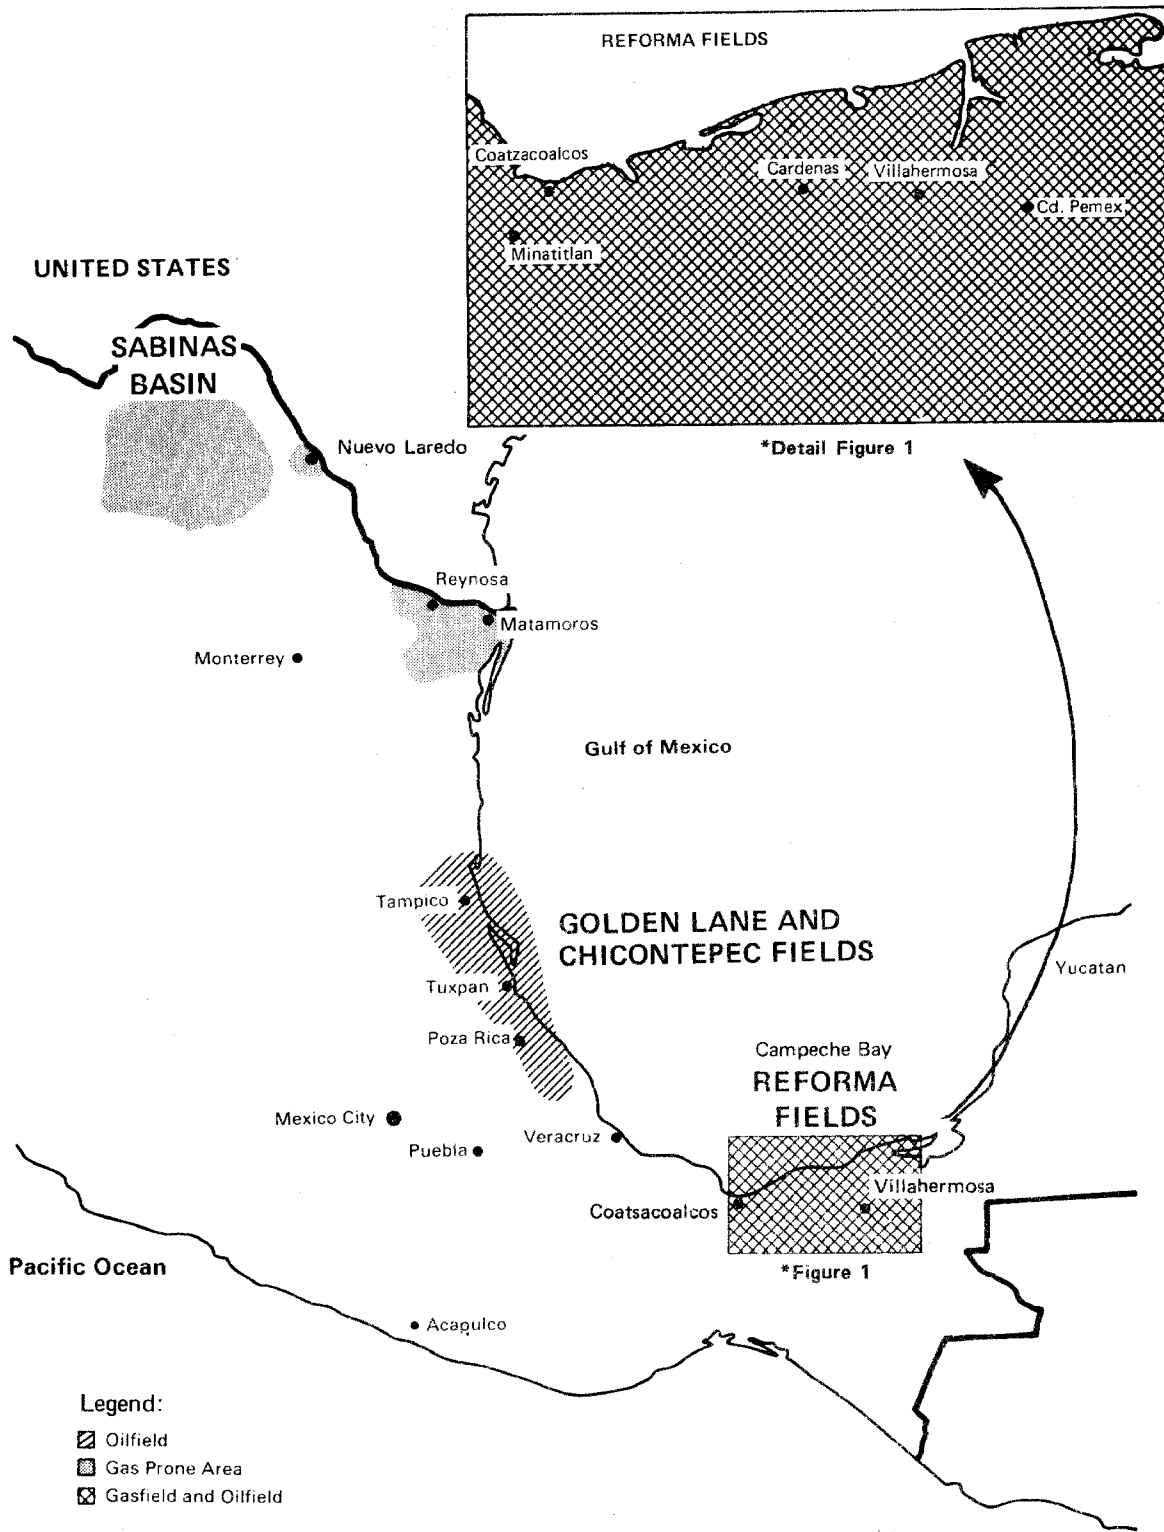 REFORMA FIELDS
Coatzacoalcos
Cardenas
Villahermosa
Cd. Pemex
Minatitlan
*Detail Figure 1
UNITED STATES
SABINAS
BASIN
Nuevo Laredo
Reynosa
Matamoros
Monterrey
Gulf of Mexico
Tampico
GOLDEN LANE AND
CHICONTEPEC FIELDS
Tuxpan
Yucatan
Poza Rica
Campeche Bay
REFORMA
FIELDS
Mexico City
Puebla
Veracruz
Villahermosa
Coatsacoalcos
*Figure 1
Pacific Ocean
Acapulco
Legend:
Oilfield
Gas Prone Area
Gasfield and Oilfield